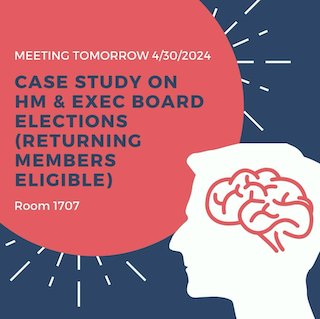 MEETING TOMORROW 4/30/2024
CASE STUDY ON
HM & EXEC BOARD
ELECTIONS
(RETURNING
MEMBERS
ELIGIBLE)
Room 1707